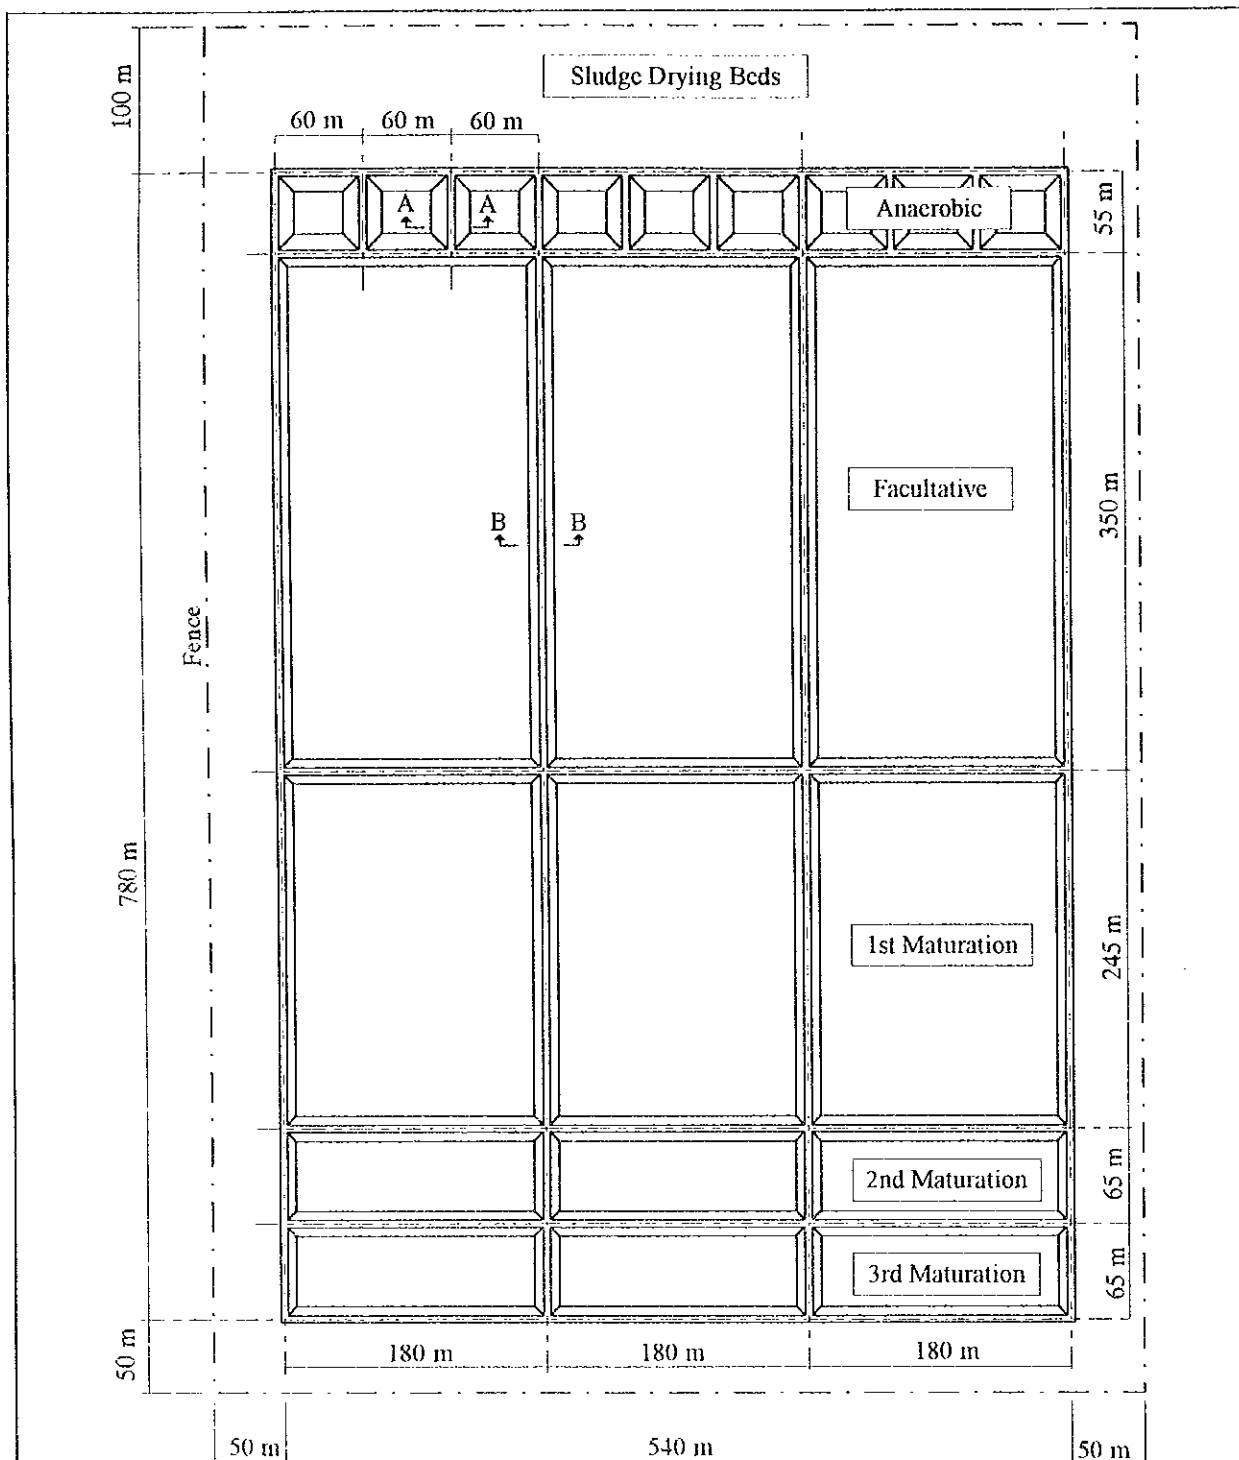 Sludge Drying Beds
100 m
60 m 60 m 60 m
A A
Anaerobic
55 m
Facultative
B B
350 m
Fence
780 m
1st Maturation
245 m
2nd Maturation
65 m
3rd Maturation
65 m
50 m
180 m 180 m 180 m
50 m 540 m 50 m